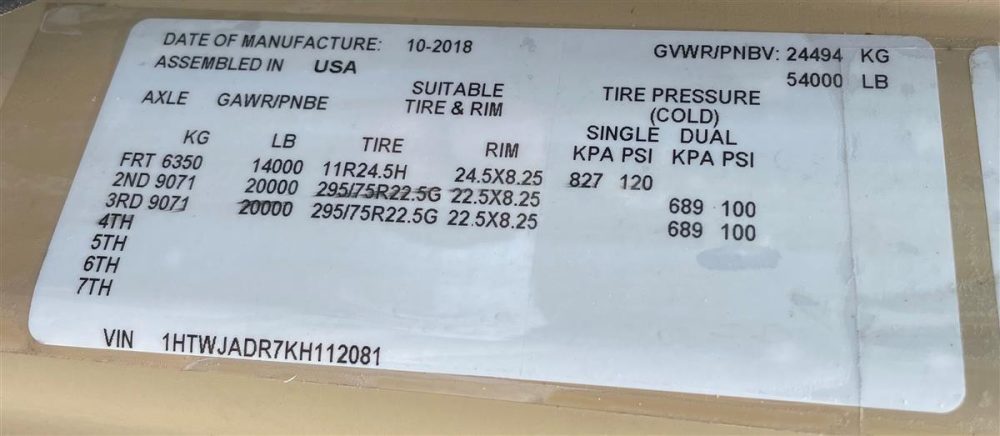 DATE OF MANUFACTURE: 10-2018 GVWR/PNBV: 24494 KG
ASSEMBLED IN USA 54000 LB
AXLE GAWR/PNBE SUITABLE TIRE & RIM TIRE PRESSURE (COLD)
SINGLE DUAL
KG LB TIRE RIM KPA PSI KPA PSI
FRT 6350 14000 11R24.5H 24.5X8.25 827 120
2ND 9071 20000 295/75R22.5G 22.5X8.25 689 100
3RD 9071 20000 295/75R22.5G 22.5X8.25 689 100
4TH
5TH
6TH
7TH
VIN 1HTWJADR7KH112081